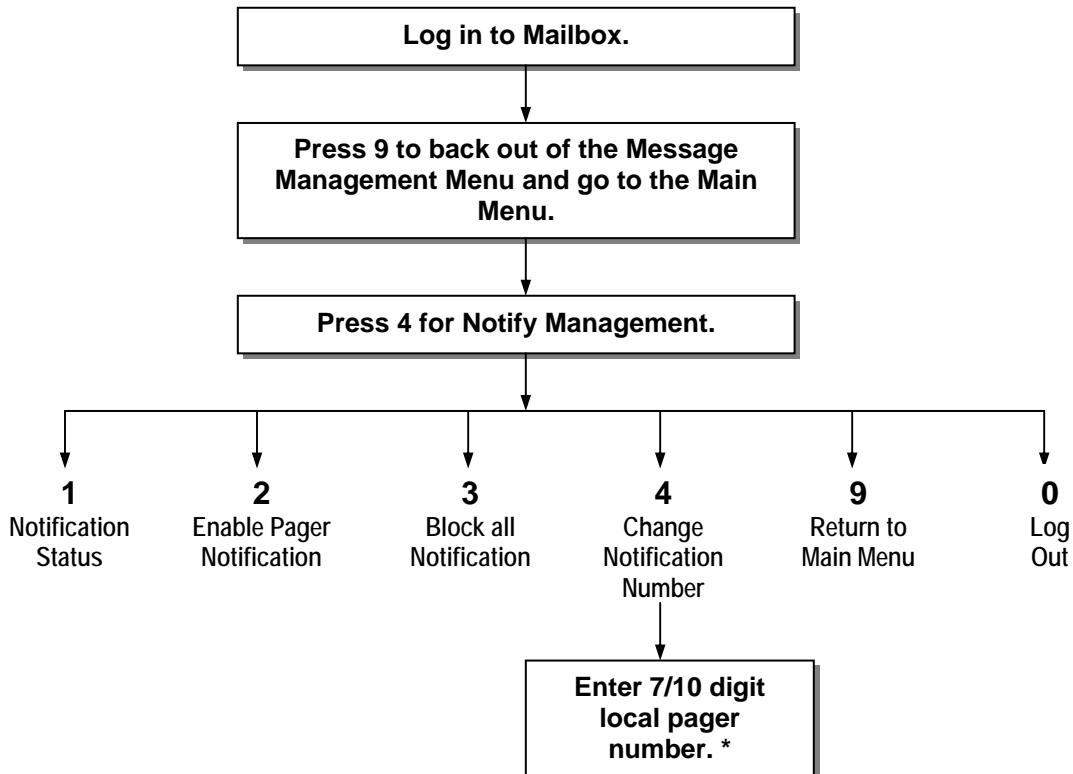 Log in to Mailbox.
Press 9 to back out of the Message
Management Menu and go to the Main
Menu.
Press 4 for Notify Management.
1
Notification
Status
2
Enable Pager
Notification
3
Block all
Notification
4
Change
Notification
Number
9
Return to
Main Menu
0
Log
Out
Enter 7/10 digit
local pager
number. *